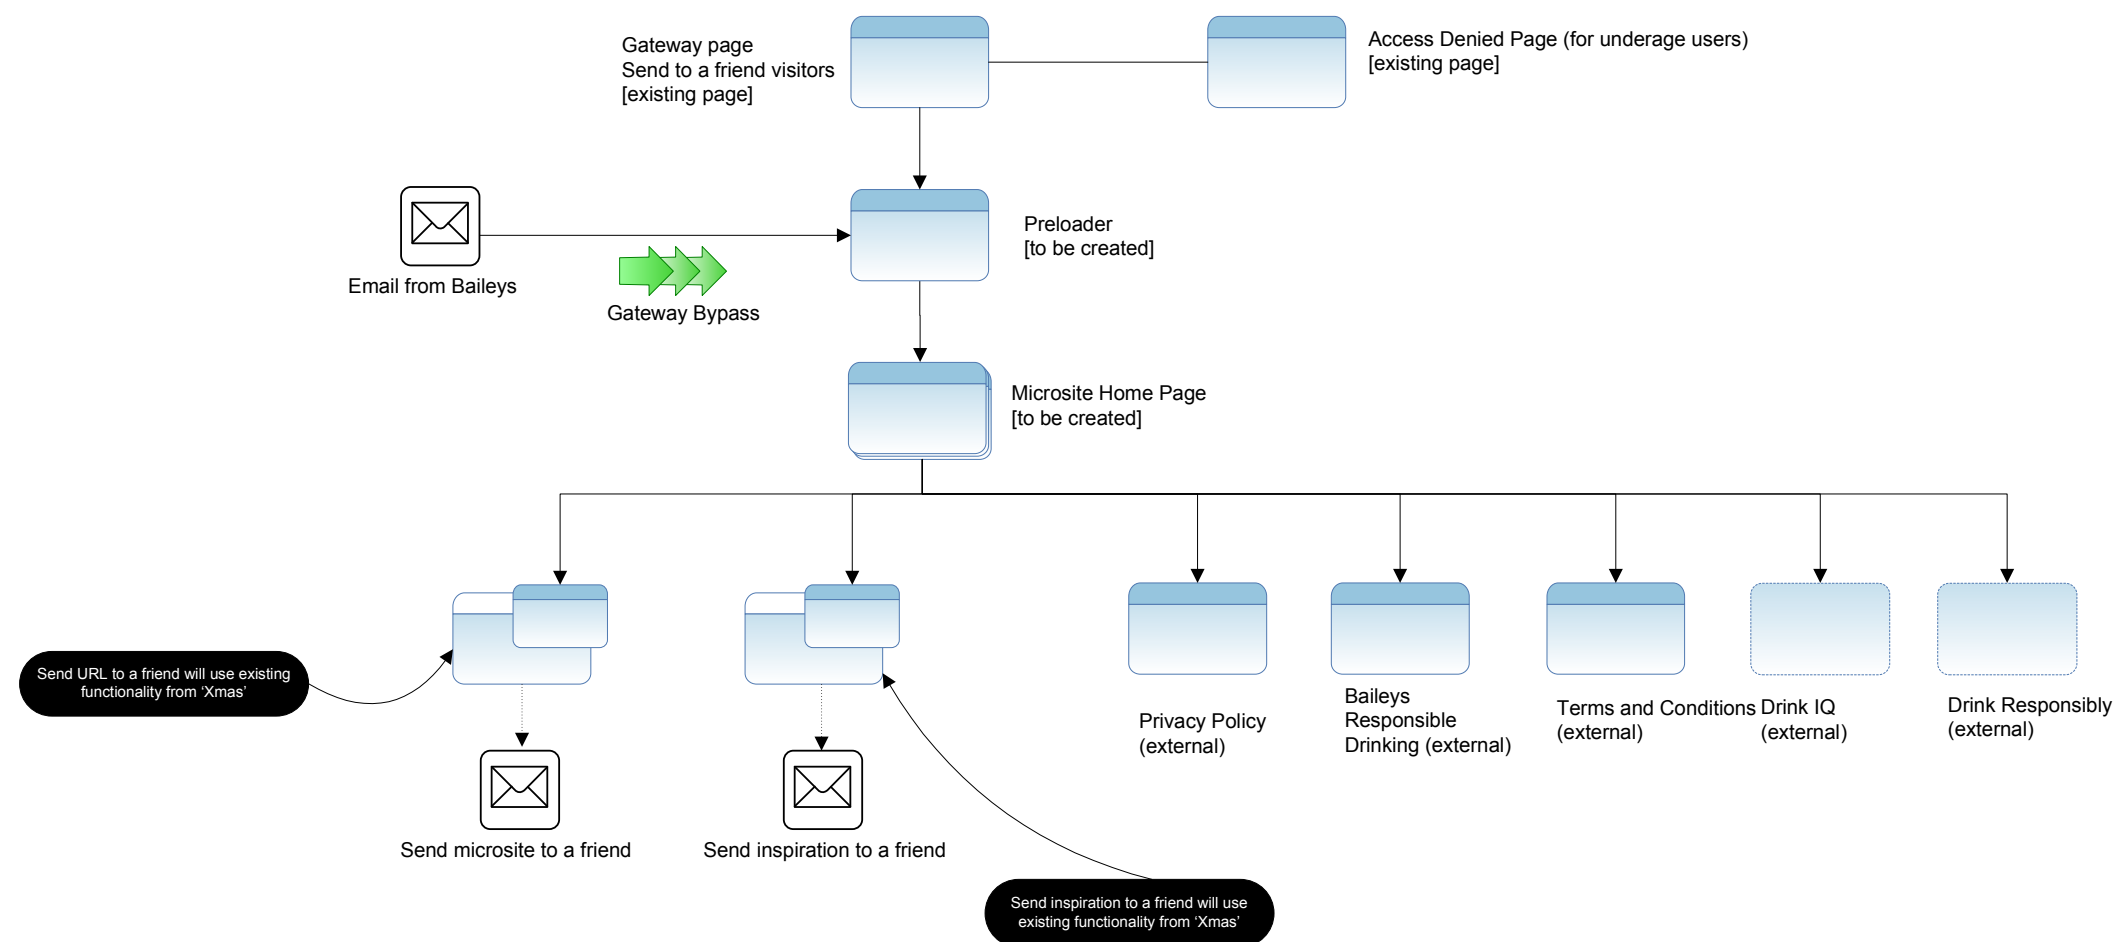 Gateway page
Send to a friend visitors
[existing page]
Access Denied Page (for underage users)
[existing page]
Preloader
[to be created]
Email from Baileys
Gateway Bypass
Microsite Home Page
[to be created]
Send URL to a friend will use existing
functionality from ‘Xmas’
Privacy Policy
(external)
Baileys
Responsible
Drinking (external)
Terms and Conditions
(external)
Drink IQ
(external)
Drink Responsibly
(external)
Send microsite to a friend
Send inspiration to a friend
Send inspiration to a friend will use
existing functionality from ‘Xmas’